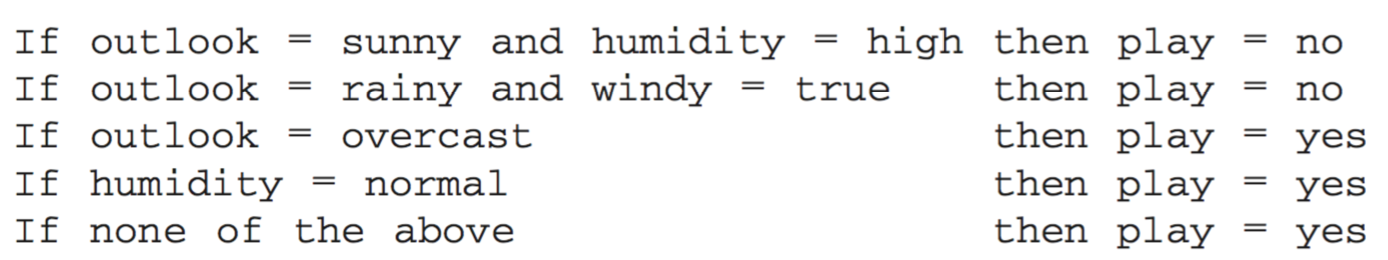 If outlook = sunny and humidity = high then play = no
If outlook = rainy and windy = true then play = no
If outlook = overcast then play = yes
If humidity = normal then play = yes
If none of the above then play = yes